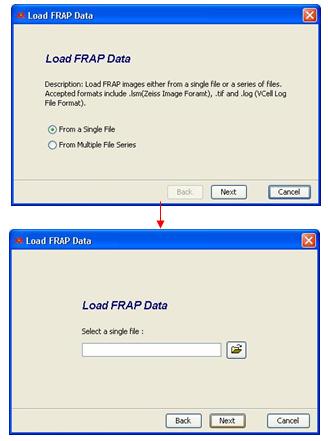 Load FRAP Data
Load FRAP Data
Description: Load FRAP images either from a single file or a series of files.
Accepted formats include .lsm(Zeiss Image Foramt), .tif and .log (VCell Log
File Format).
From a Single File
From Multiple File Series
Back Next Cancel
Load FRAP Data
Load FRAP Data
Select a single file :
Back Next Cancel